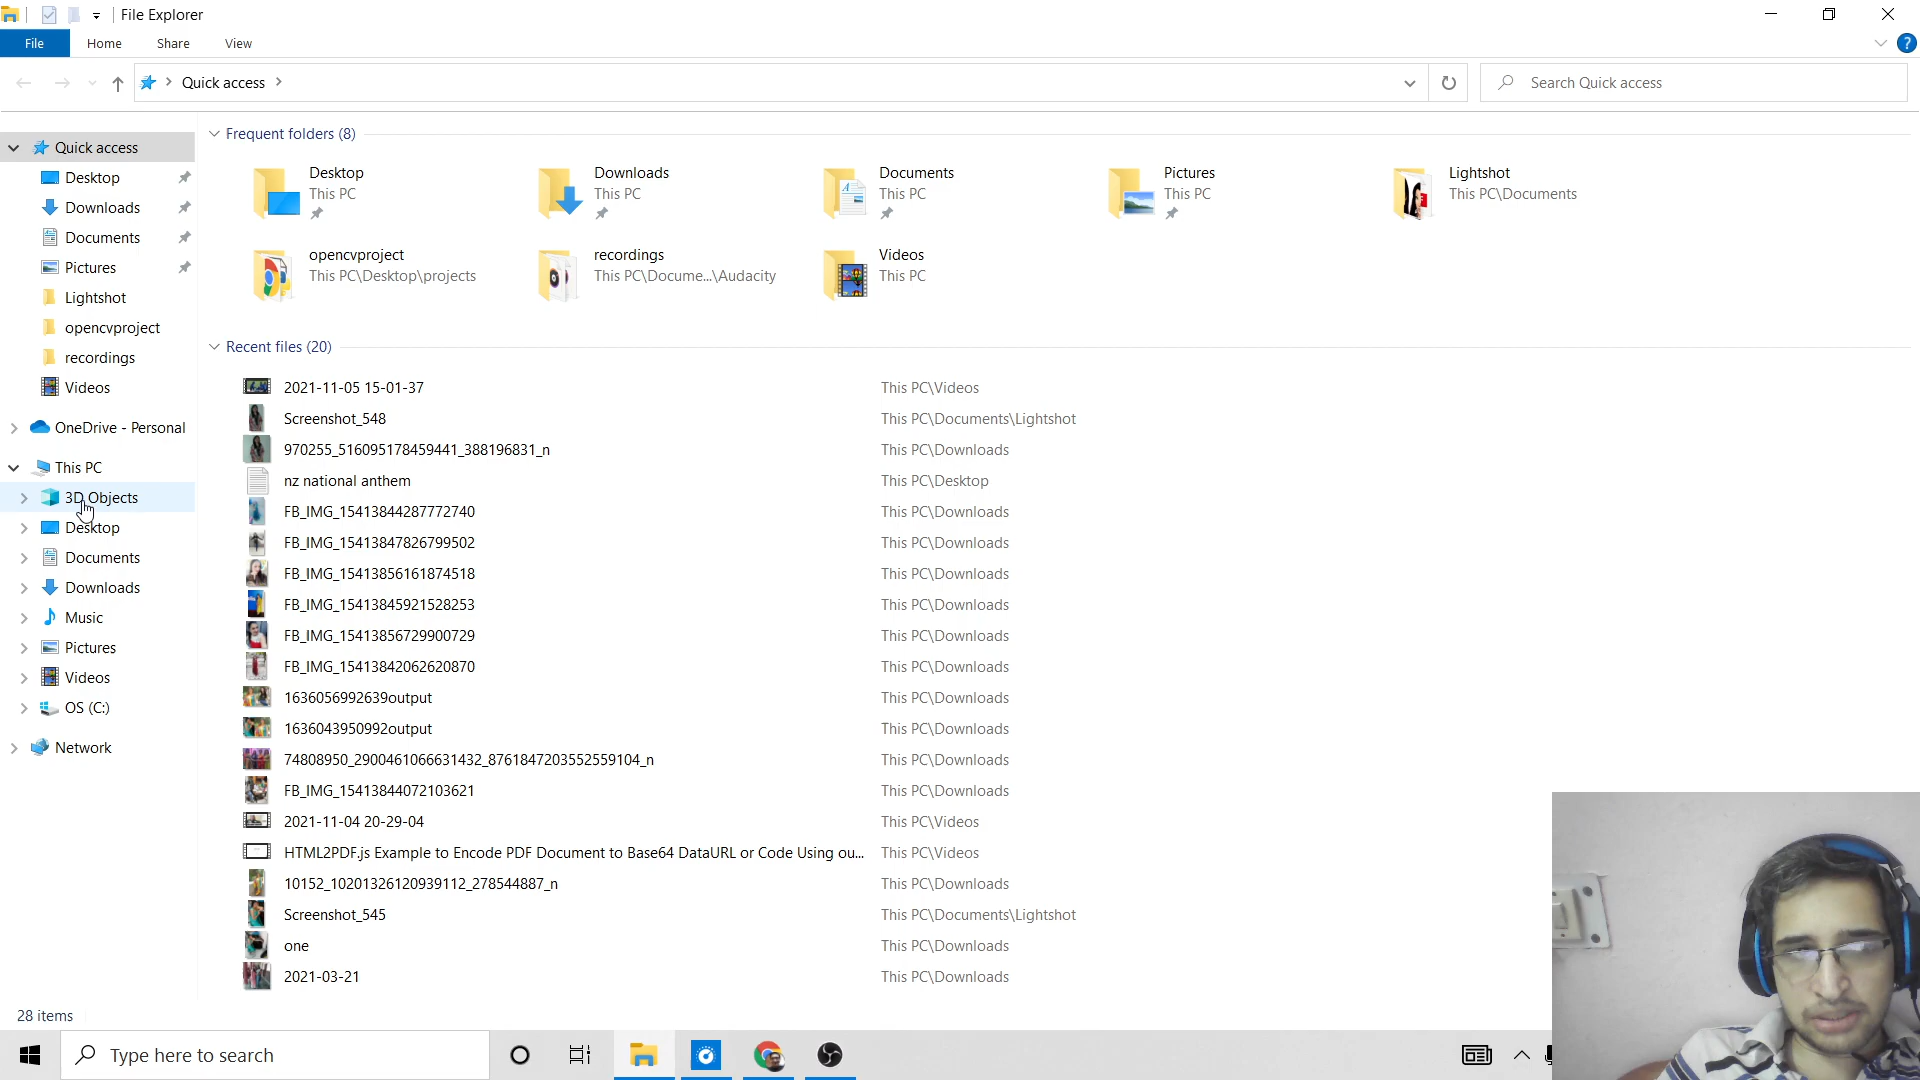 File Explorer
File Home Share View
Quick access
Search Quick access
Quick access
Desktop
Downloads
Documents
Pictures
Lightshot
opencvproject
recordings
Videos
OneDrive - Personal
This PC
3D Objects
Desktop
Documents
Downloads
Music
Pictures
Videos
OS (C:)
Network
Frequent folders (8)
Desktop
This PC
Downloads
This PC
Documents
This PC
Pictures
This PC
Lightshot
This PC\Documents
opencvproject
This PC\Desktop\projects
recordings
This PC\Docume...\Audacity
Videos
This PC
Recent files (20)
2021-11-05 15-01-37 This PC\Videos
Screenshot_548 This PC\Documents\Lightshot
970255_516095178459441_388196831_n This PC\Downloads
nz national anthem This PC\Desktop
FB_IMG_15413844287772740 This PC\Downloads
FB_IMG_15413847826799502 This PC\Downloads
FB_IMG_15413856161874518 This PC\Downloads
FB_IMG_15413845921528253 This PC\Downloads
FB_IMG_15413856729900729 This PC\Downloads
FB_IMG_15413842062620870 This PC\Downloads
1636056992639output This PC\Downloads
1636043950992output This PC\Downloads
74808950_2900461066631432_8761847203552559104_n This PC\Downloads
FB_IMG_15413844072103621 This PC\Downloads
2021-11-04 20-29-04 This PC\Videos
HTML2PDF.js Example to Encode PDF Document to Base64 DataURL or Code Using ou... This PC\Videos
10152_10201326120939112_278544887_n This PC\Downloads
Screenshot_545 This PC\Documents\Lightshot
one This PC\Downloads
2021-03-21 This PC\Downloads
28 items
Type here to search